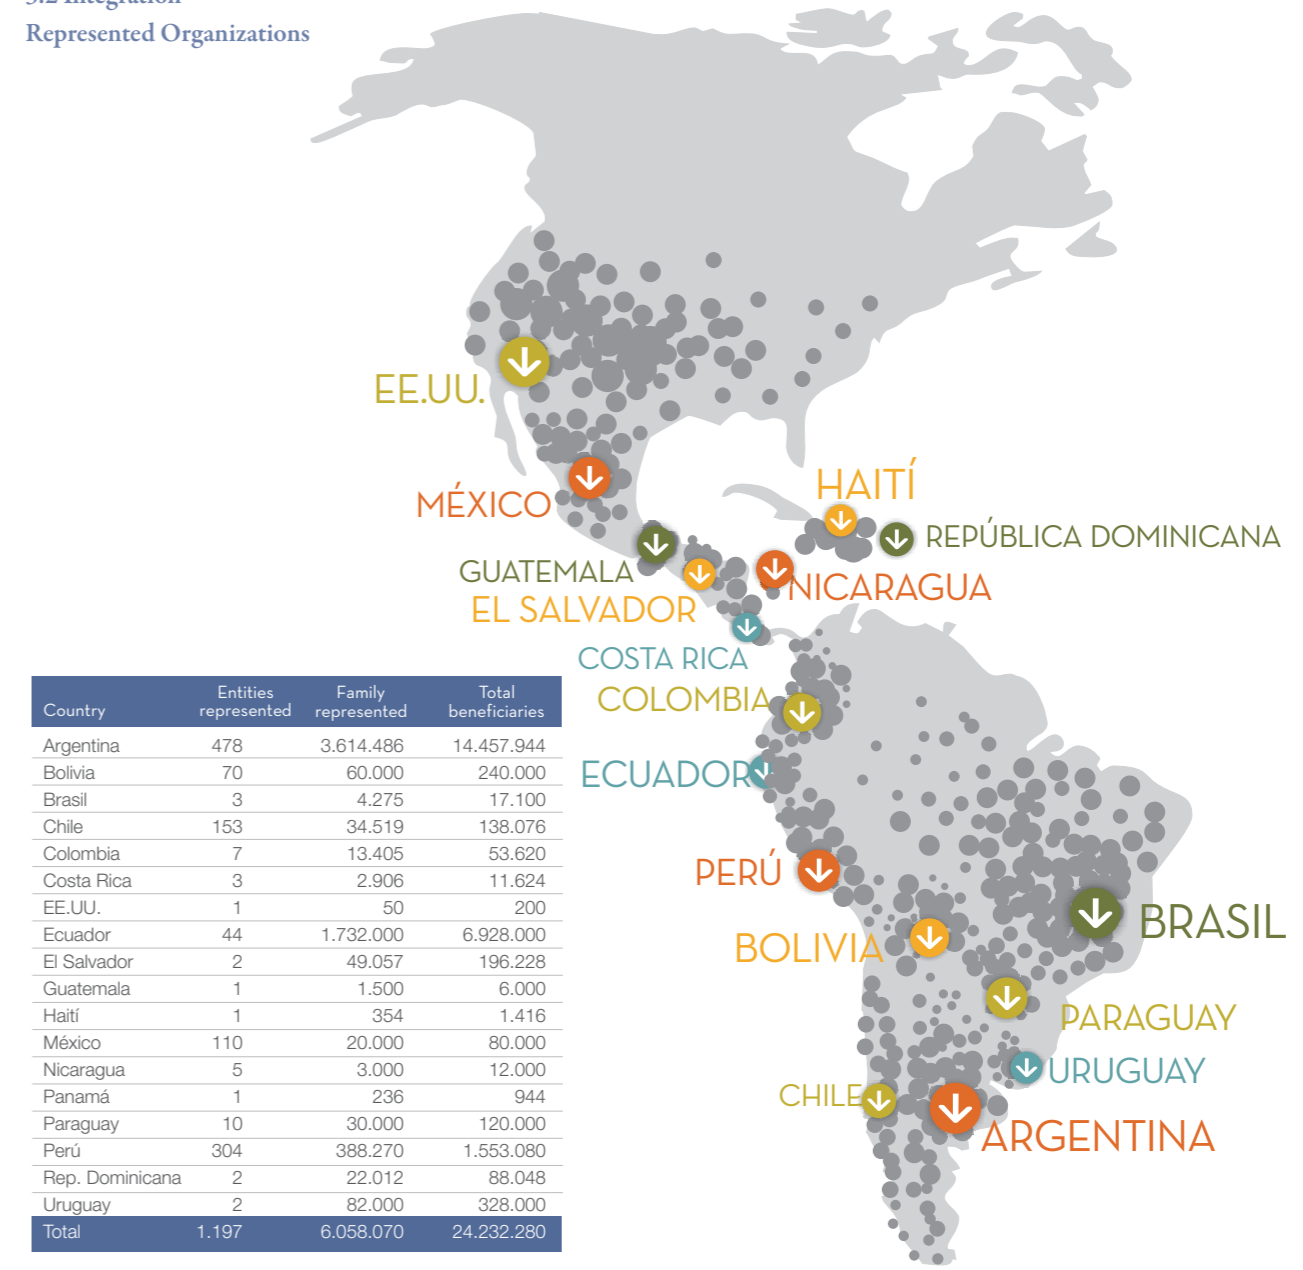 3.2 Integration
Represented Organizations
EE.UU.
MÉXICO
HAITÍ
REPÚBLICA DOMINICANA
GUATEMALA
NICARAGUA
EL SALVADOR
COSTA RICA
COLOMBIA
ECUADOR
PERÚ
BRASIL
BOLIVIA
PARAGUAY
URUGUAY
CHILE
ARGENTINA
Country Entities represented Family represented Total beneficiaries
Argentina 478 3.614.486 14.457.944
Bolivia 70 60.000 240.000
Brasil 3 4.275 17.100
Chile 153 34.519 138.076
Colombia 7 13.405 53.620
Costa Rica 3 2.906 11.624
EE.UU. 1 50 200
Ecuador 44 1.732.000 6.928.000
El Salvador 2 49.057 196.228
Guatemala 1 1.500 6.000
Haití 1 354 1.416
México 110 20.000 80.000
Nicaragua 5 3.000 12.000
Panamá 1 236 944
Paraguay 10 30.000 120.000
Perú 304 388.270 1.553.080
Rep. Dominicana 2 22.012 88.048
Uruguay 2 82.000 328.000
Total 1.197 6.058.070 24.232.280